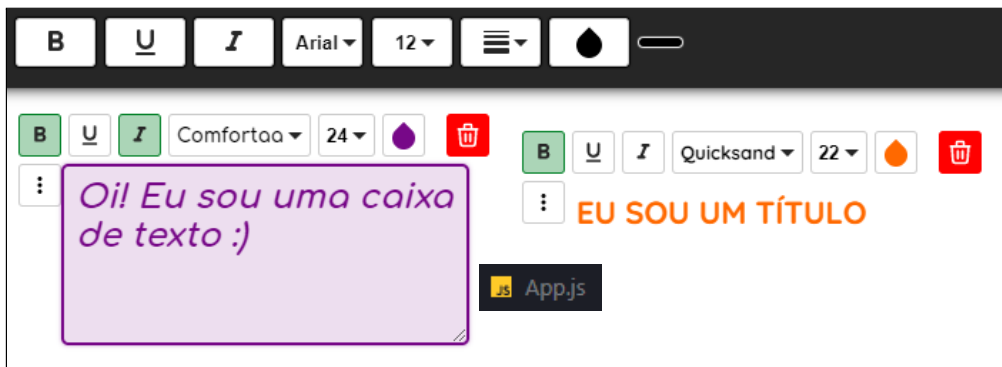 B U I Arial 12
B U I Comfortaa 24
Oi! Eu sou uma caixa
de texto :)
B U I Quicksand 22
EU SOU UM TÍTULO
JS App.js